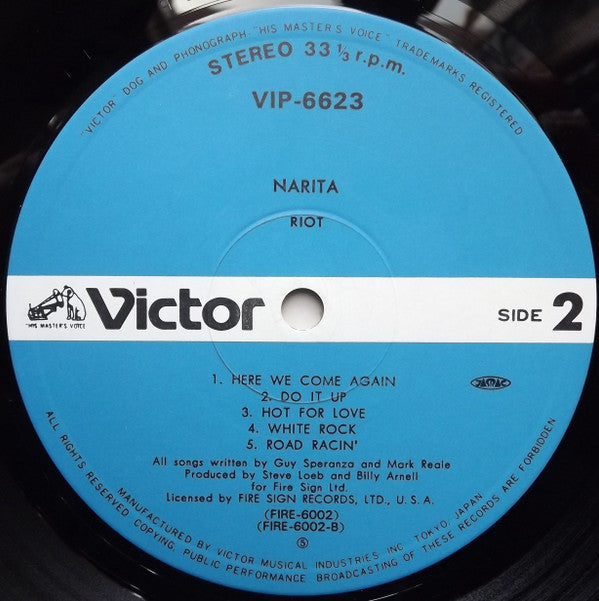 "VICTOR" DOG AND PHONOGRAPH-"HIS MASTER'S VOICE" TRADEMARKS REGISTERED
STEREO 33 1/3 r.p.m.
VIP-6623
NARITA
RIOT
"HIS MASTER'S VOICE"
Victor
SIDE 2
1. HERE WE COME AGAIN
2. DO IT UP
3. HOT FOR LOVE
4. WHITE ROCK
5. ROAD RACIN'
JASRAC
All songs written by Guy Speranza and Mark Reale
Produced by Steve Loeb and Billy Arnell
for Fire Sign Ltd.
Licensed by FIRE SIGN RECORDS, LTD., U.S.A.
(FIRE-6002)
(FIRE-6002-B)
Ⓢ
MANUFACTURED BY VICTOR MUSICAL INDUSTRIES INC. TOKYO, JAPAN
ALL RIGHTS RESERVED COPYING, PUBLIC PERFORMANCE BROADCASTING OF THESE RECORDS ARE FORBIDDEN